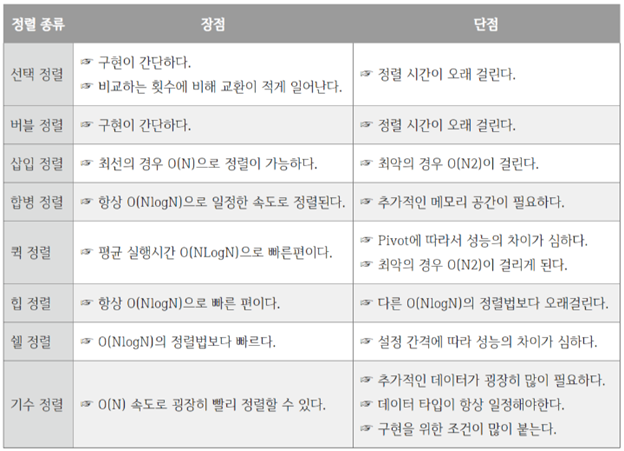 정렬 종류 장점 단점
선택 정렬 ☞ 구현이 간단하다. ☞ 정렬 시간이 오래 걸린다.
☞ 비교하는 횟수에 비해 교환이 적게 일어난다.
버블 정렬 ☞ 구현이 간단하다. ☞ 정렬 시간이 오래 걸린다.
삽입 정렬 ☞ 최선의 경우 O(N)으로 정렬이 가능하다. ☞ 최악의 경우 O(N2)이 걸린다.
합병 정렬 ☞ 항상 O(NlogN)으로 일정한 속도로 정렬된다. ☞ 추가적인 메모리 공간이 필요하다.
퀵 정렬 ☞ 평균 실행시간 O(NLogN)으로 빠른편이다. ☞ Pivot에 따라서 성능의 차이가 심하다.
☞ 최악의 경우 O(N2)이 걸리게 된다.
힙 정렬 ☞ 항상 O(NlogN)으로 빠른 편이다. ☞ 다른 O(NlogN)의 정렬법보다 오래걸린다.
쉘 정렬 ☞ O(NlogN)의 정렬법보다 빠르다. ☞ 설정 간격에 따라 성능의 차이가 심하다.
기수 정렬 ☞ O(N) 속도로 굉장히 빨리 정렬할 수 있다. ☞ 추가적인 데이터가 굉장히 많이 필요하다.
☞ 데이터 타입이 항상 일정해야한다.
☞ 구현을 위한 조건이 많이 붙는다.